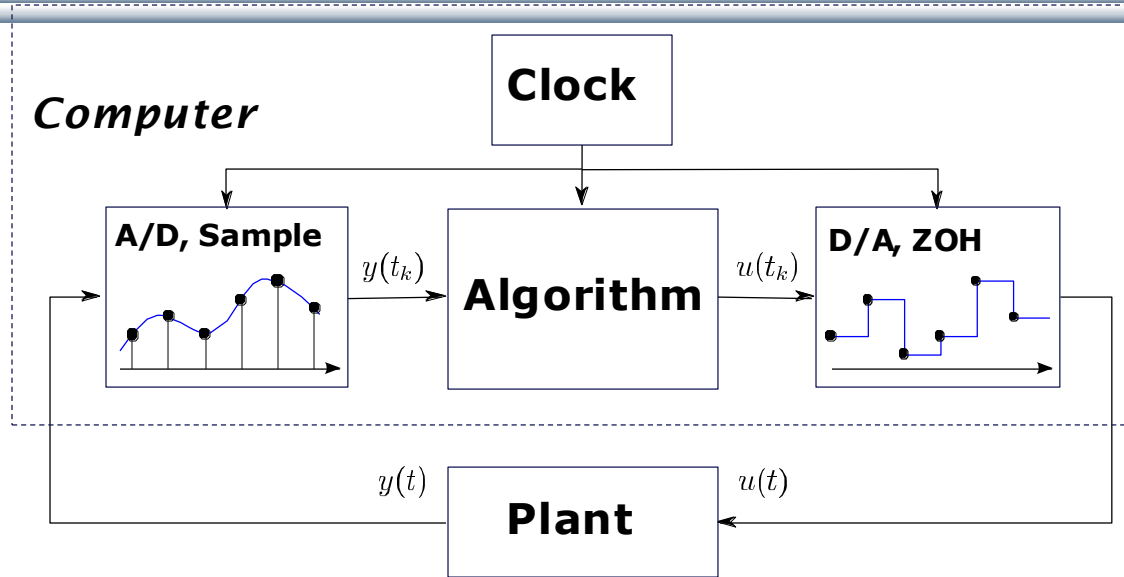 Clock
Computer
A/D, Sample
D/A, ZOH
y(t_k)
u(t_k)
Algorithm
y(t)
u(t)
Plant